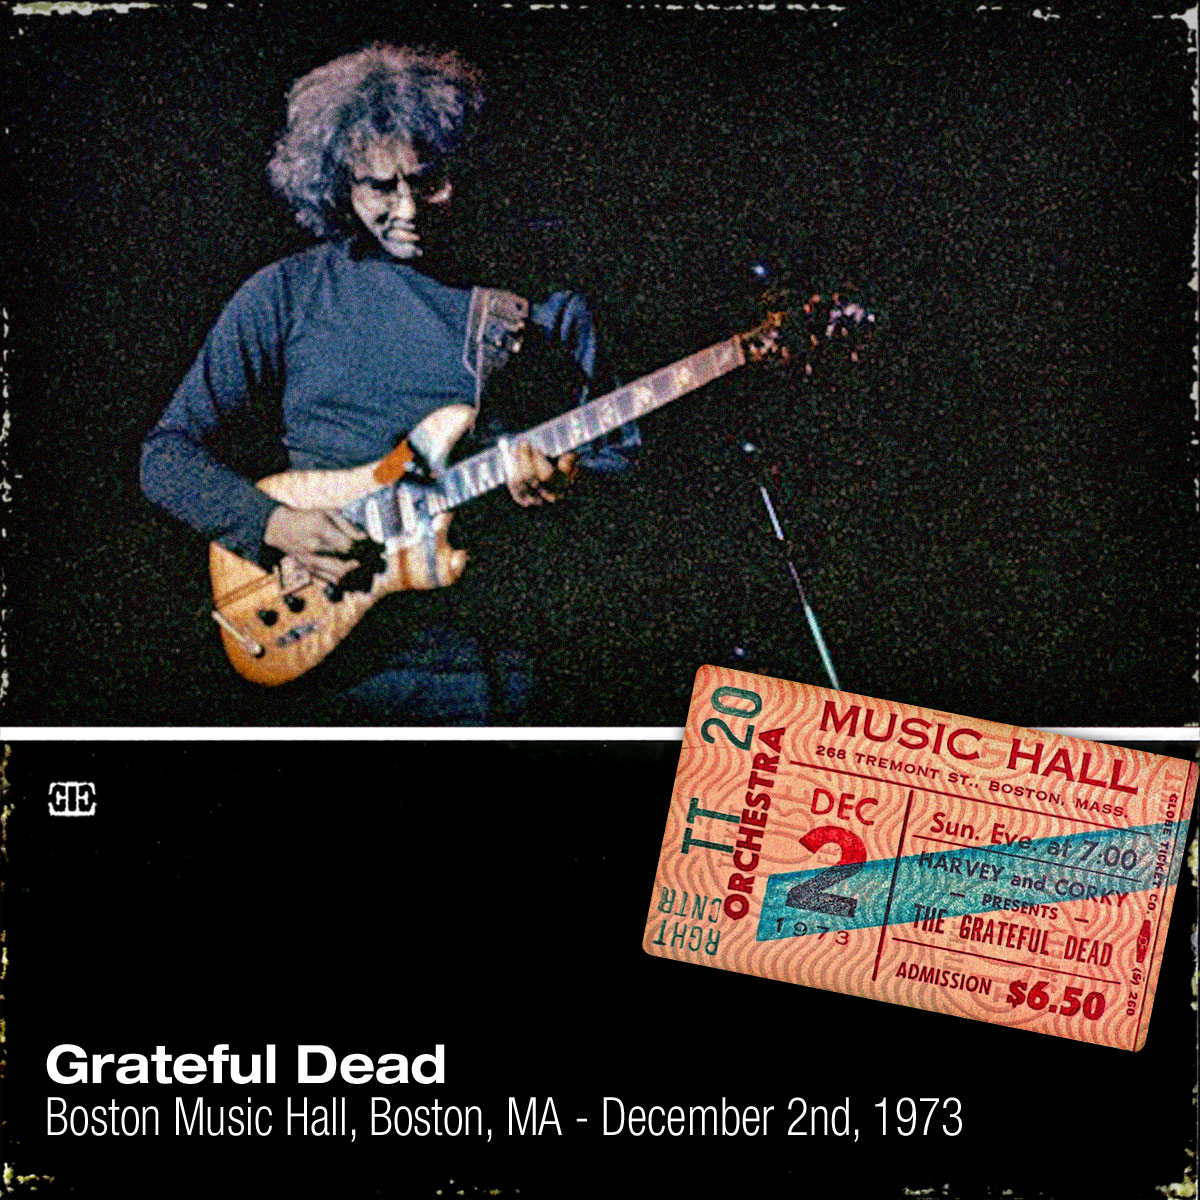 MUSIC HALL
268 TREMONT ST., BOSTON, MASS.
DEC
2
1973
Sun. Eve. at 7:00
HARVEY and CORKY
— PRESENTS —
THE GRATEFUL DEAD
ADMISSION $6.50
ORCHESTRA
TT 20
RGHT
CNTR
GLOBE TICKET CO.
(5) 260
Grateful Dead
Boston Music Hall, Boston, MA - December 2nd, 1973